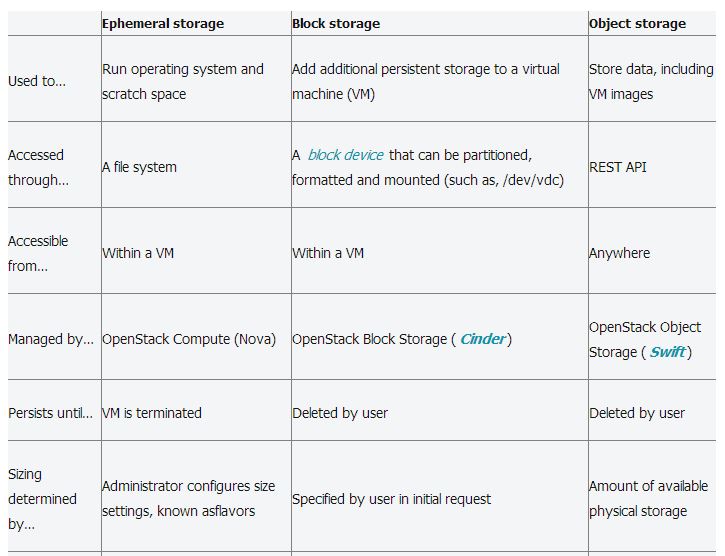 Ephemeral storage Block storage Object storage
Used to... Run operating system and scratch space Add additional persistent storage to a virtual machine (VM) Store data, including VM images
Accessed through... A file system A block device that can be partitioned, formatted and mounted (such as, /dev/vdc) REST API
Accessible from... Within a VM Within a VM Anywhere
Managed by... OpenStack Compute (Nova) OpenStack Block Storage ( Cinder) OpenStack Object Storage ( Swift)
Persists until... VM is terminated Deleted by user Deleted by user
Sizing determined by... Administrator configures size settings, known asflavors Specified by user in initial request Amount of available physical storage